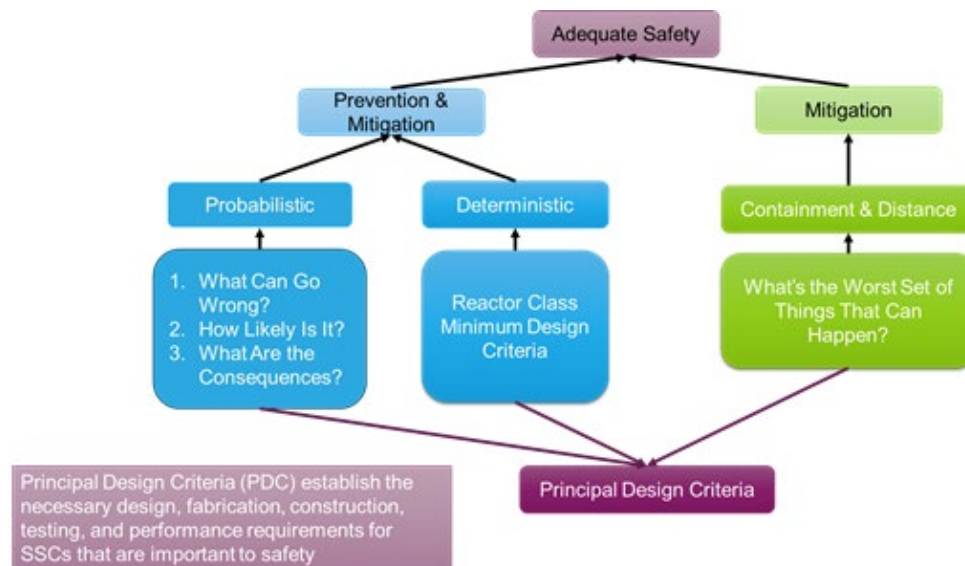 Adequate Safety
Prevention &
Mitigation
Mitigation
Probabilistic
Deterministic
Containment & Distance
1. What Can Go
Wrong?
2. How Likely Is It?
3. What Are the
Consequences?
Reactor Class
Minimum Design
Criteria
What's the Worst Set of
Things That Can
Happen?
Principal Design Criteria (PDC) establish the
necessary design, fabrication, construction,
testing, and performance requirements for
SSCs that are important to safety
Principal Design Criteria